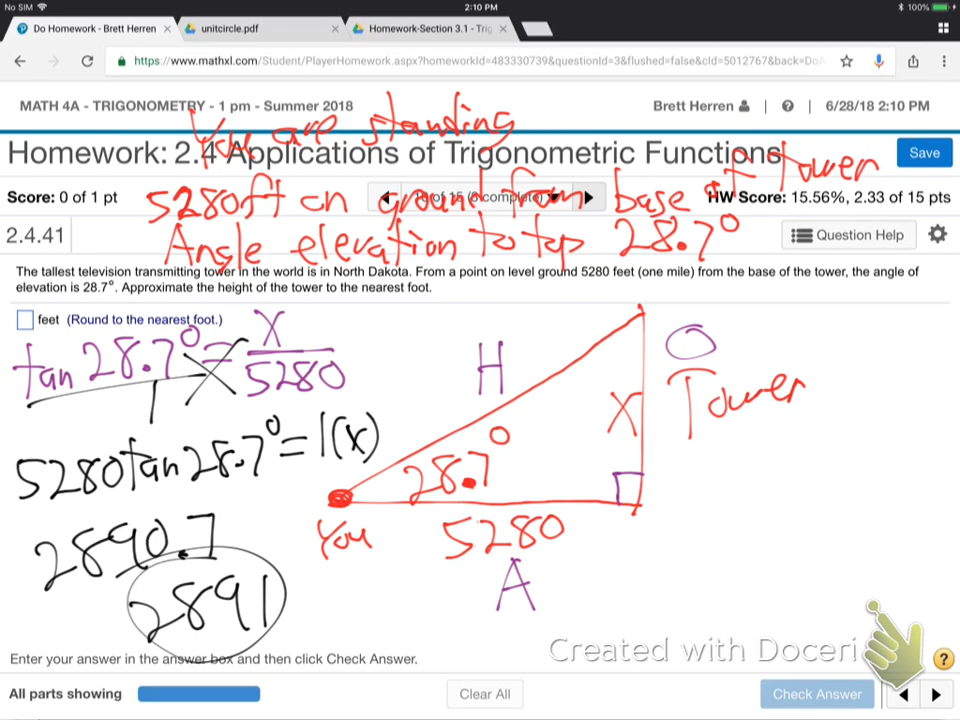 No SIM 2:10 PM 100%
Do Homework - Brett Herren × unitcircle.pdf × Homework-Section 3.1 - Trig ×
https://www.mathxl.com/Student/PlayerHomework.aspx?homeworkId=483330739&questionId=3&flushed=false&cId=5012767&back=DoA
MATH 4A - TRIGONOMETRY - 1 pm - Summer 2018 Brett Herren 6/28/18 2:10 PM
You are standing
Homework: 2.4 Applications of Trigonometric Functions Save
of tower
5280ft on ground from base
Score: 0 of 1 pt of 15 complete) HW Score: 15.56%, 2.33 of 15 pts
Angle elevation to top 28.7°
2.4.41 Question Help
The tallest television transmitting tower in the world is in North Dakota. From a point on level ground 5280 feet (one mile) from the base of the tower, the angle of
elevation is 28.7°. Approximate the height of the tower to the nearest foot.
feet (Round to the nearest foot.)
tan 28.7° = X
5280
1
H
O
Tower
X
28.7°
5280 tan 28.7° = 1(x)
You
5280
A
2890.7
2891
Created with Doceri
Enter your answer in the answer box and then click Check Answer.
All parts showing Clear All Check Answer
?